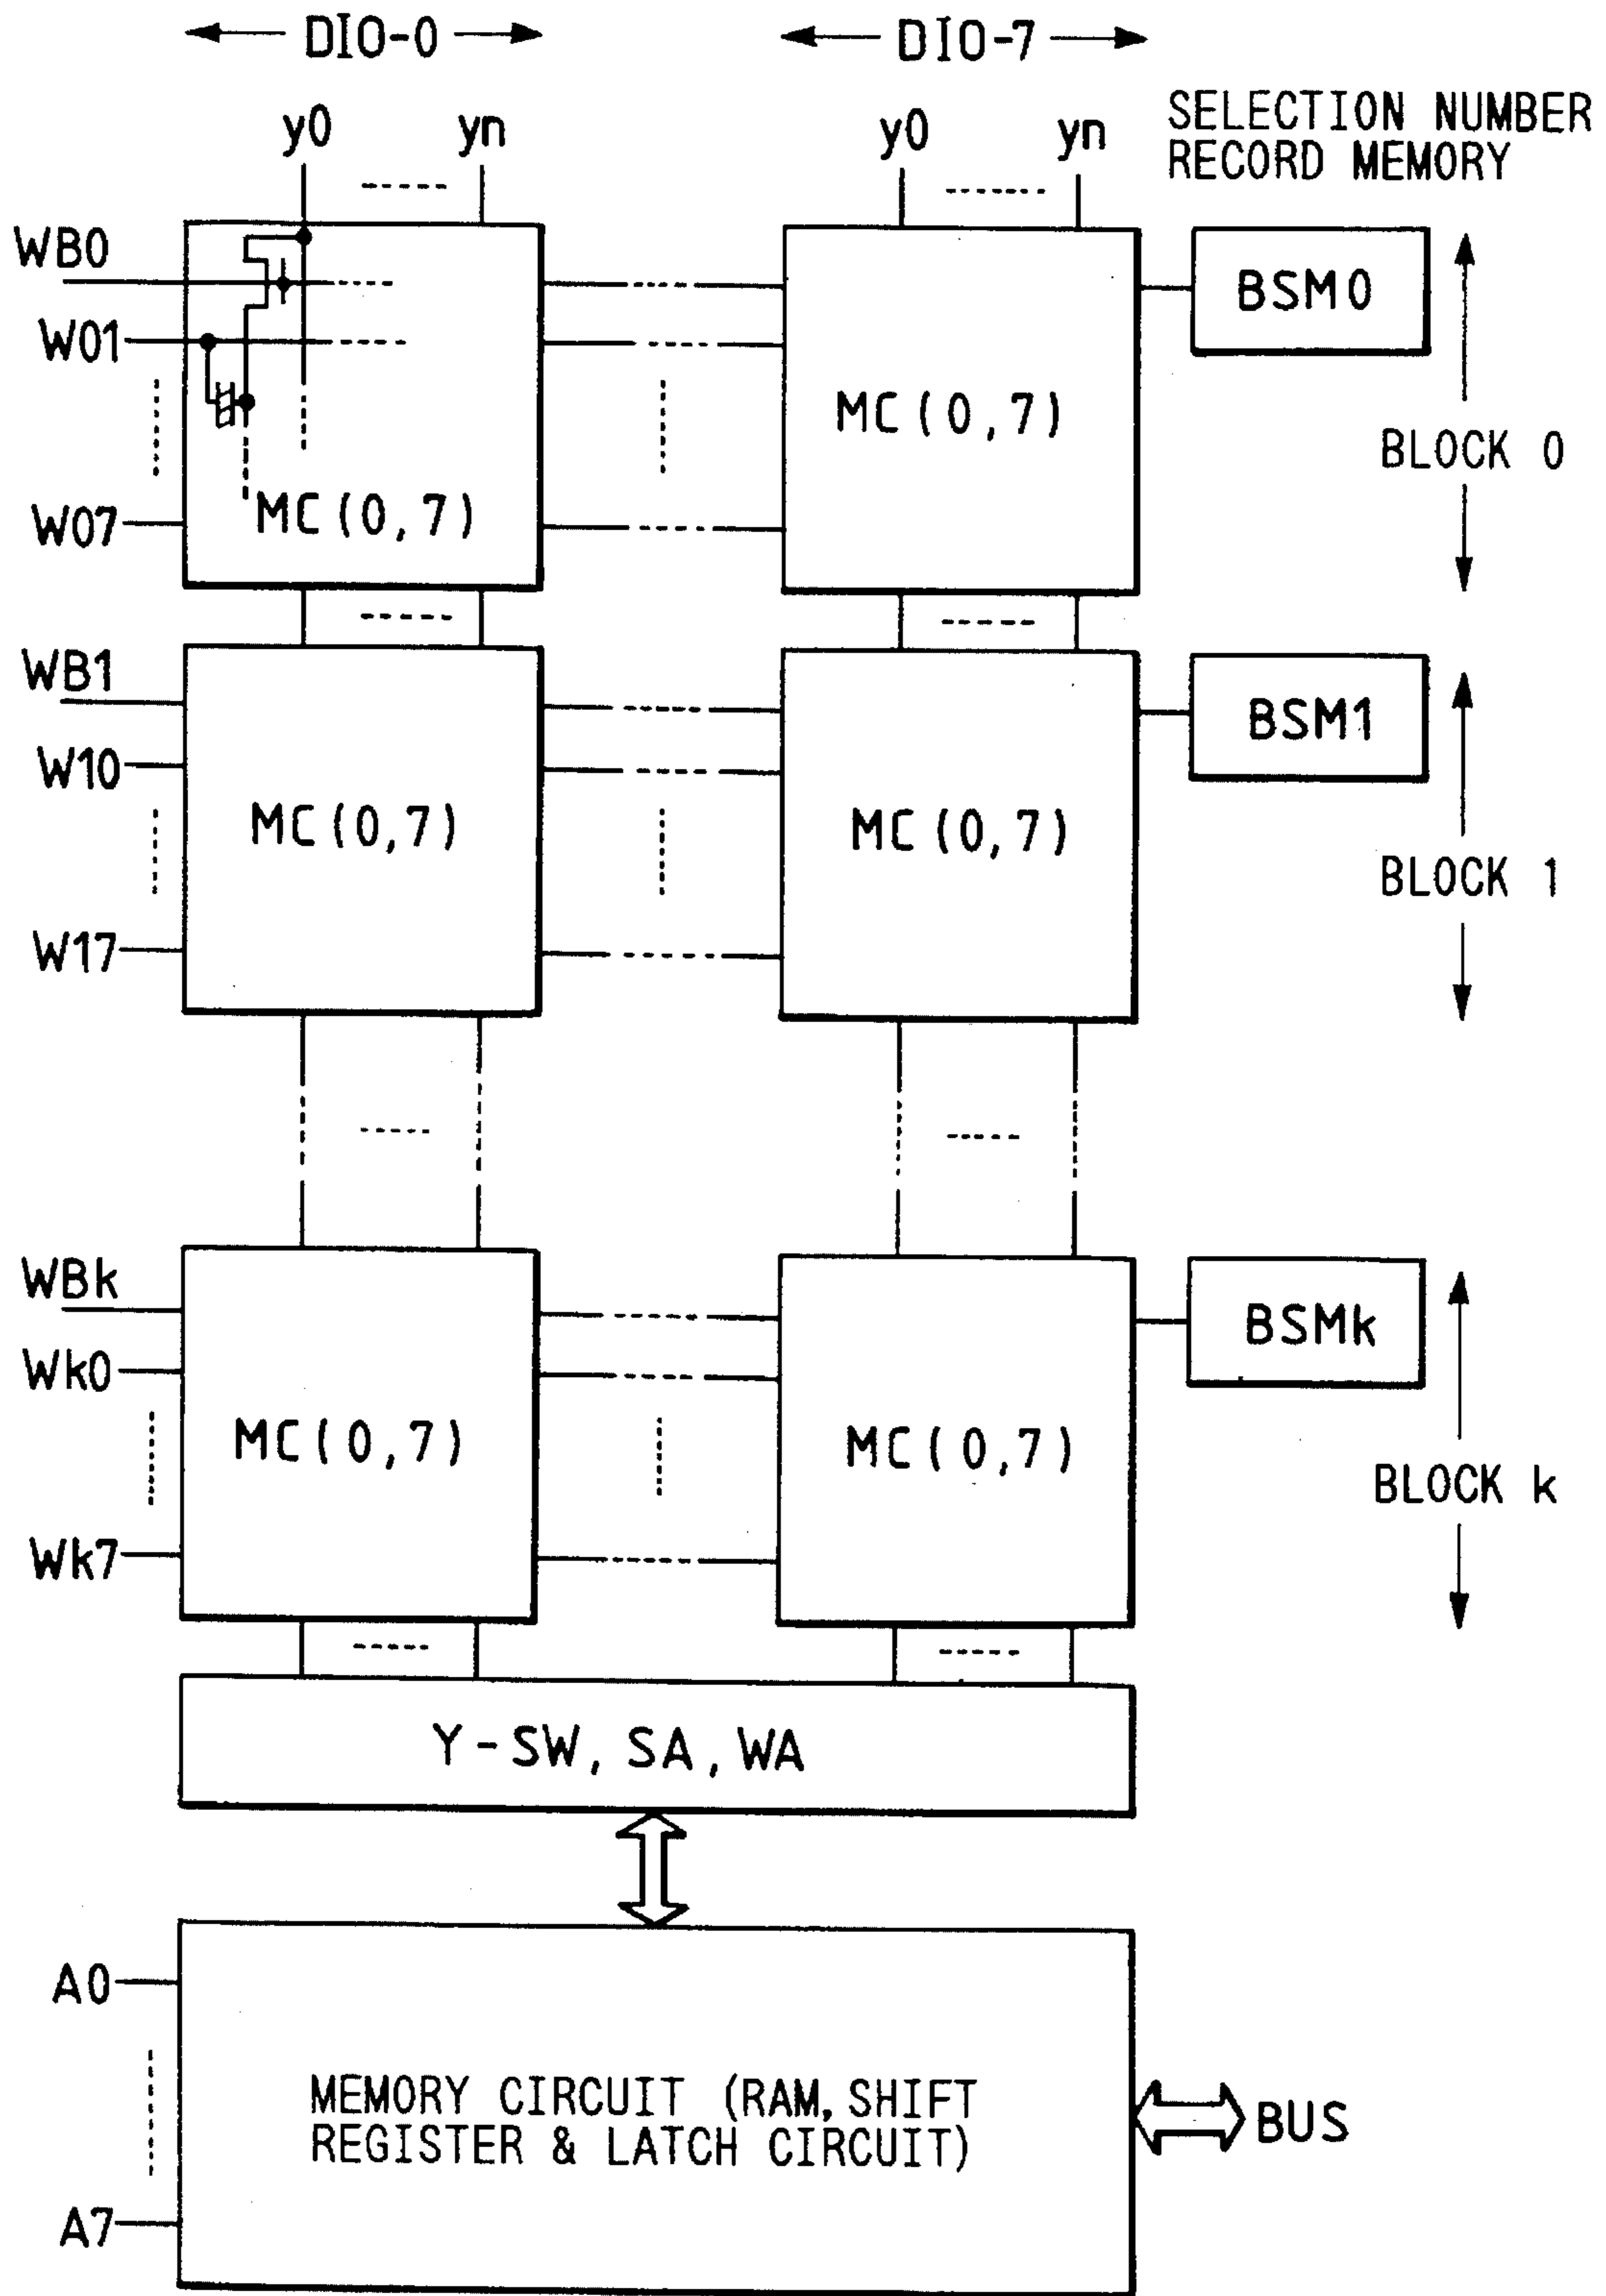 DIO-0
DIO-7
y0
yn
y0
yn
SELECTION NUMBER
RECORD MEMORY
WB0
W01
W07
MC(0,7)
MC(0,7)
BSM0
BLOCK 0
WB1
W10
W17
MC(0,7)
MC(0,7)
BSM1
BLOCK 1
WBk
Wk0
Wk7
MC(0,7)
MC(0,7)
BSMk
BLOCK k
Y-SW, SA, WA
A0
A7
MEMORY CIRCUIT (RAM, SHIFT
REGISTER & LATCH CIRCUIT)
BUS